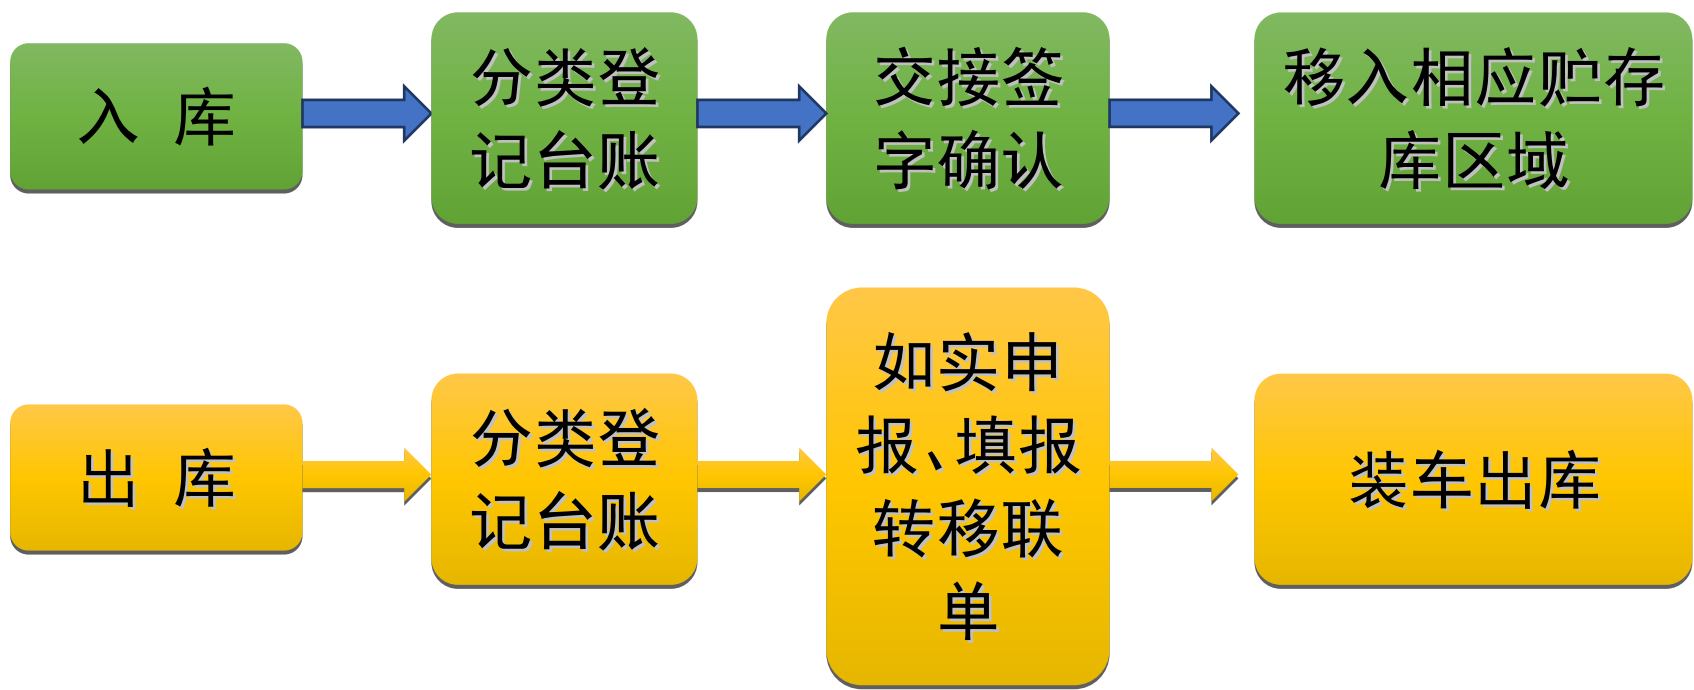 入 库
分类登
记台账
交接签
字确认
移入相应贮存
库区域
出 库
分类登
记台账
如实申
报、填报
转移联
单
装车出库